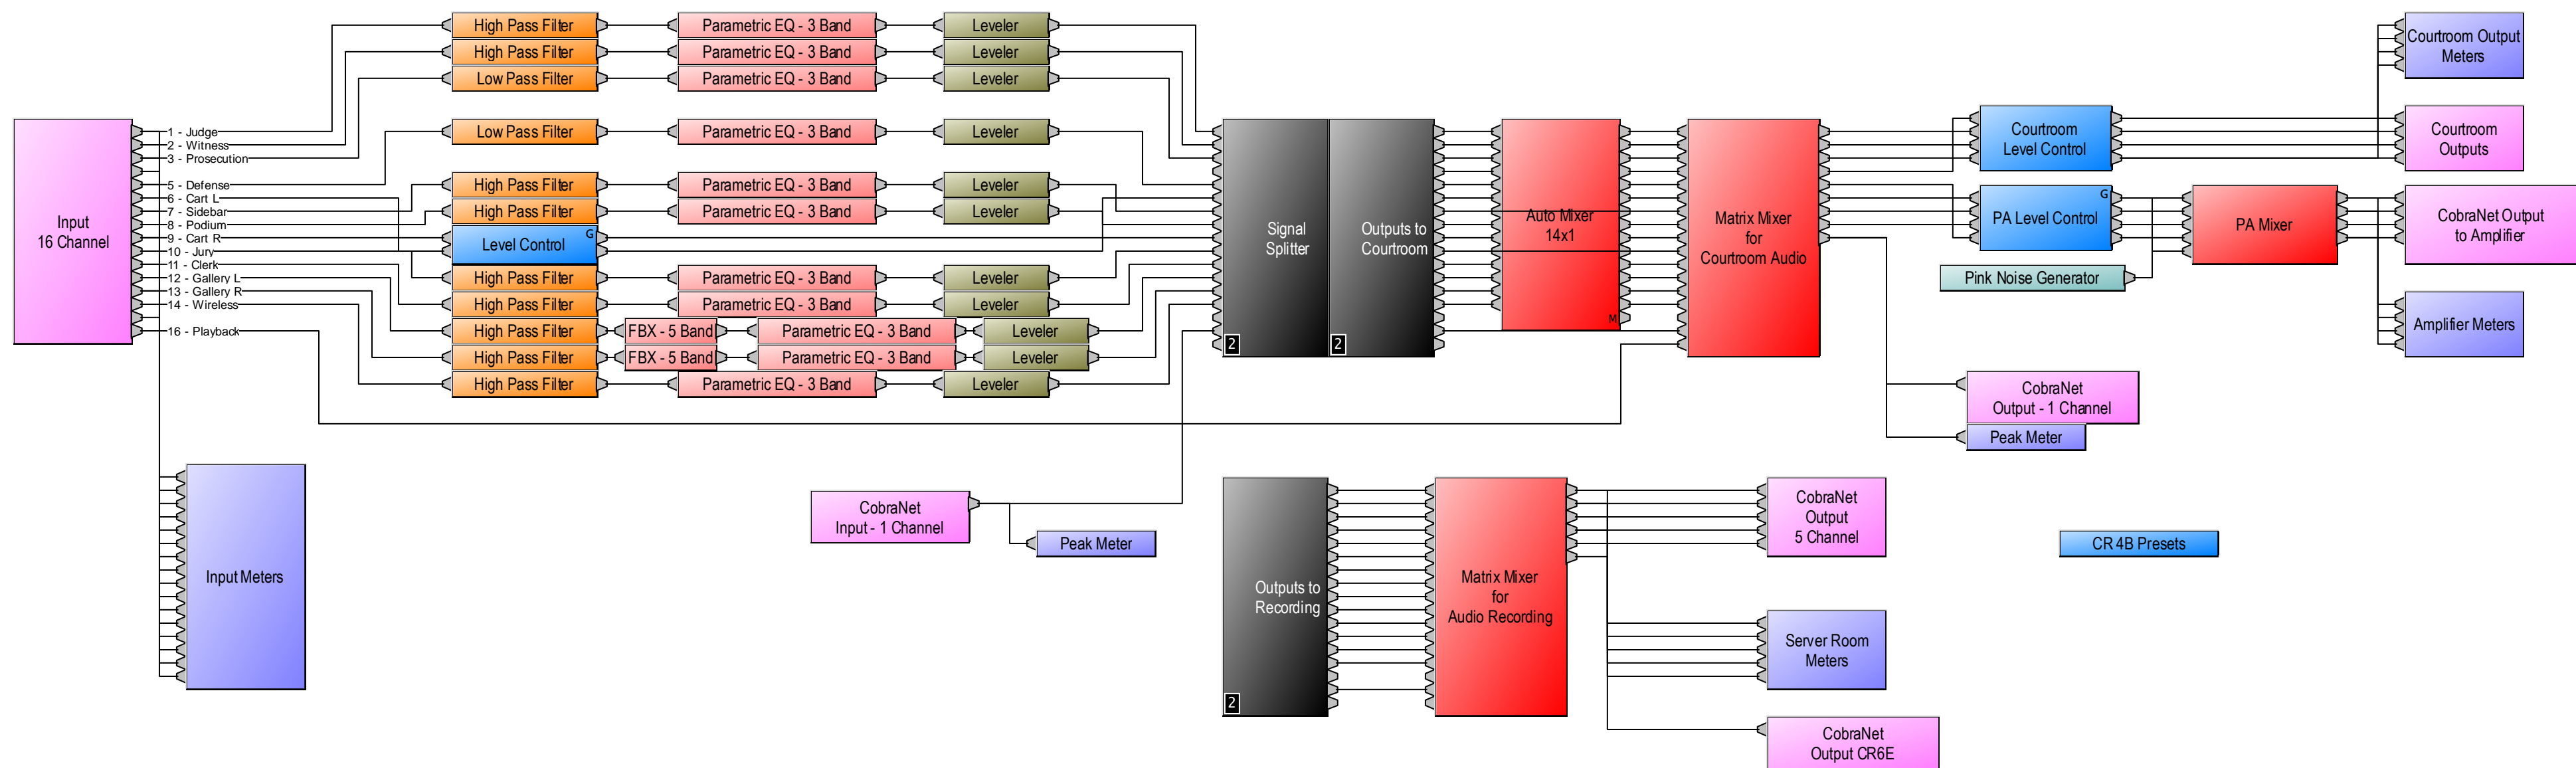 High Pass Filter
Parametric EQ - 3 Band
Leveler
High Pass Filter
Parametric EQ - 3 Band
Leveler
Low Pass Filter
Parametric EQ - 3 Band
Leveler
Low Pass Filter
Parametric EQ - 3 Band
Leveler
High Pass Filter
Parametric EQ - 3 Band
Leveler
High Pass Filter
Parametric EQ - 3 Band
Leveler
Level Control
G
High Pass Filter
Parametric EQ - 3 Band
Leveler
High Pass Filter
Parametric EQ - 3 Band
Leveler
High Pass Filter
FBX - 5 Band
Parametric EQ - 3 Band
Leveler
High Pass Filter
FBX - 5 Band
Parametric EQ - 3 Band
Leveler
High Pass Filter
Parametric EQ - 3 Band
Leveler
Input
16 Channel
1 - Judge
2 - Witness
3 - Prosecution
5 - Defense
6 - Cart L
7 - Sidebar
8 - Podium
9 - Cart R
10 - Jury
11 - Clerk
12 - Gallery L
13 - Gallery R
14 - Wireless
16 - Playback
Input Meters
CobraNet
Input - 1 Channel
Peak Meter
Signal
Splitter
2
Outputs to
Courtroom
2
Auto Mixer
14x1
M
Matrix Mixer
for
Courtroom Audio
Courtroom
Level Control
Courtroom Output
Meters
Courtroom
Outputs
PA Level Control
G
PA Mixer
CobraNet Output
to Amplifier
Pink Noise Generator
Amplifier Meters
CobraNet
Output - 1 Channel
Peak Meter
Outputs to
Recording
2
Matrix Mixer
for
Audio Recording
CobraNet
Output
5 Channel
CR 4B Presets
Server Room
Meters
CobraNet
Output CR6E